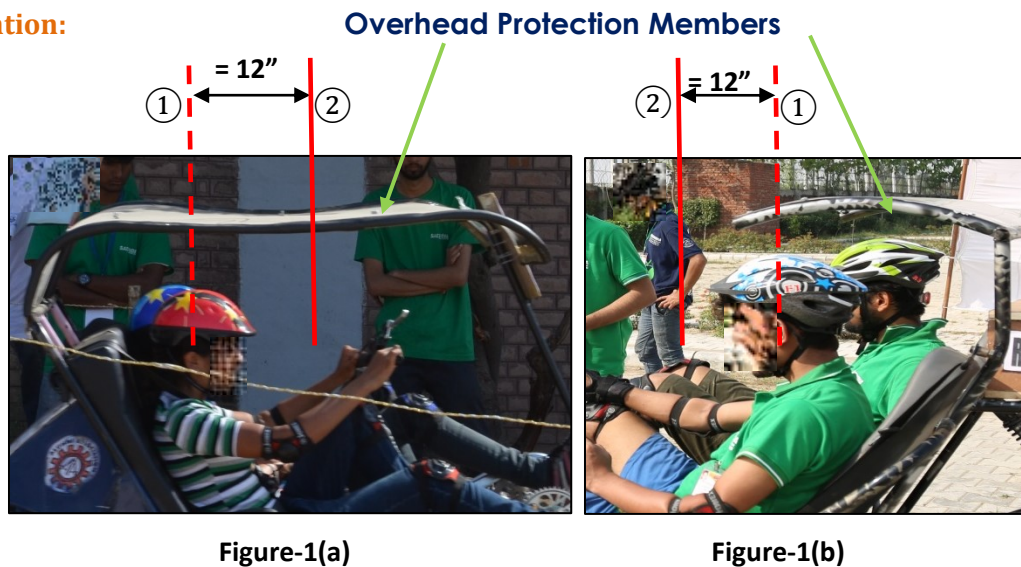 ation:
Overhead Protection Members
= 12”
① ②
= 12”
② ①
Figure-1(a)
Figure-1(b)